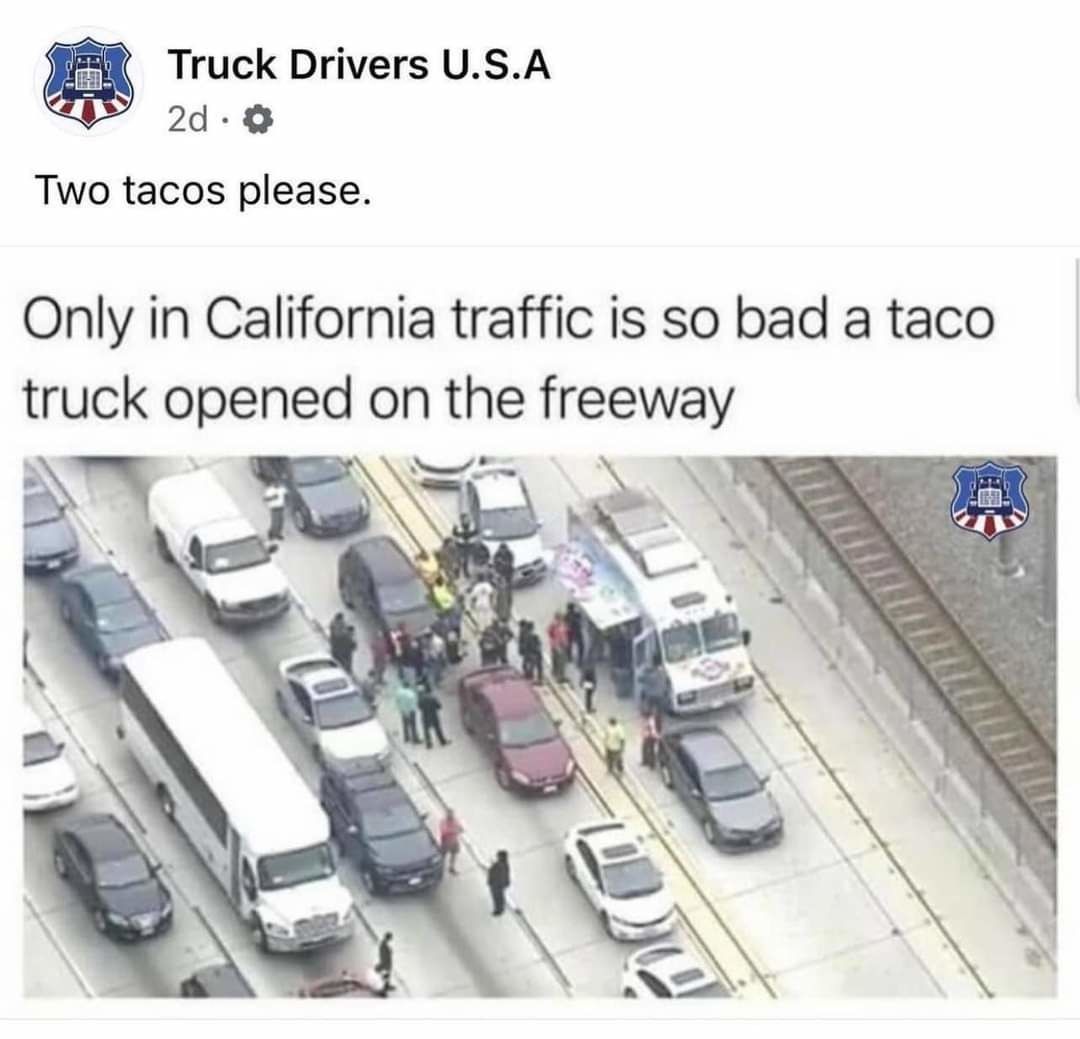 Truck Drivers U.S.A
2d ·
Two tacos please.
Only in California traffic is so bad a taco
truck opened on the freeway